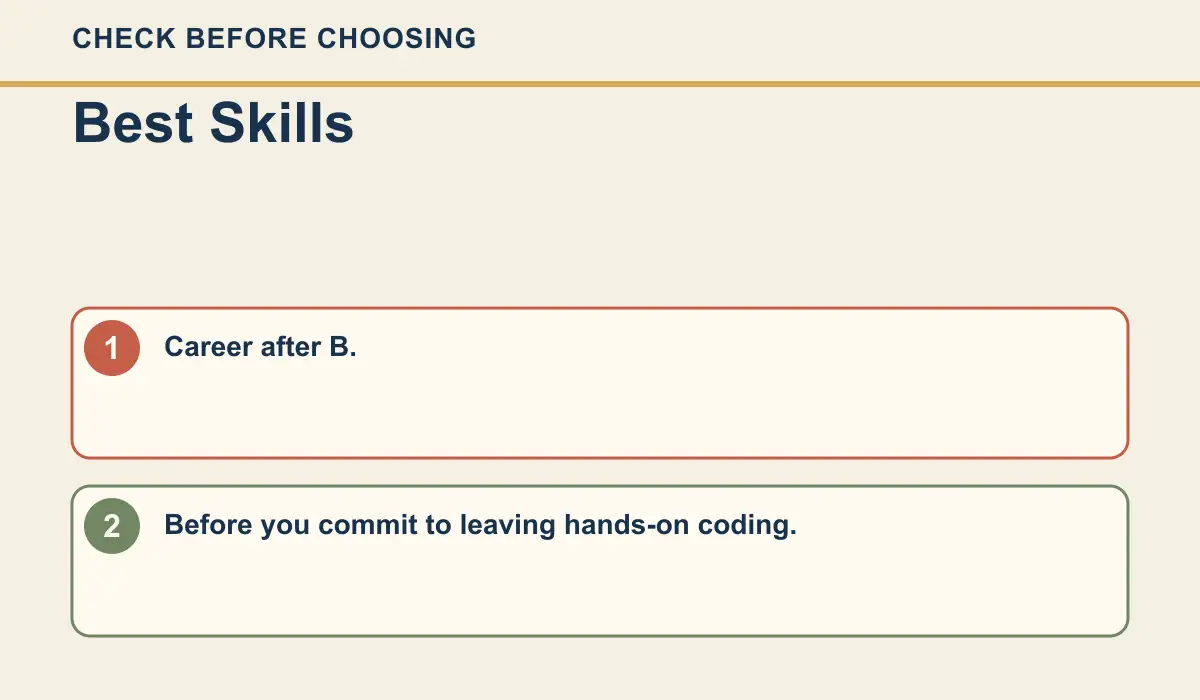 CHECK BEFORE CHOOSING
Best Skills
1 Career after B.
2 Before you commit to leaving hands-on coding.